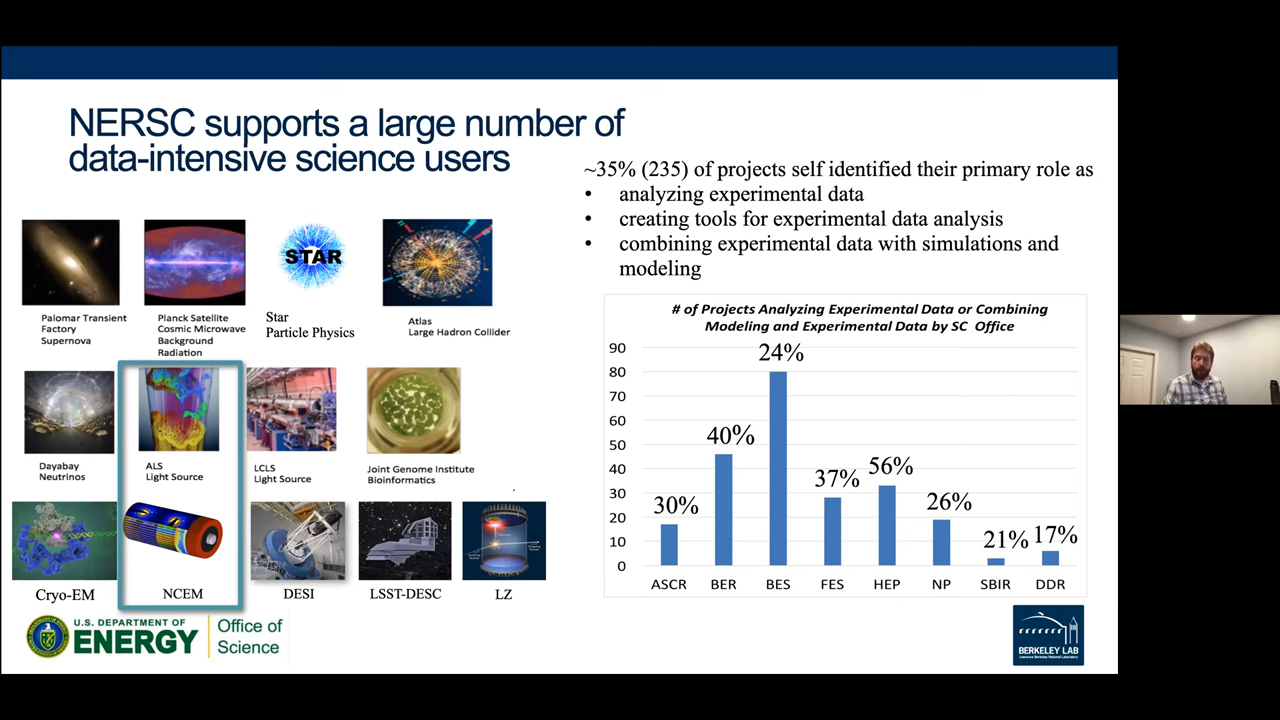 NERSC supports a large number of
data-intensive science users
~35% (235) of projects self identified their primary role as
• analyzing experimental data
• creating tools for experimental data analysis
• combining experimental data with simulations and
modeling
STAR
Palomar Transient
Factory
Supernova
Planck Satellite
Cosmic Microwave
Background
Radiation
Star
Particle Physics
Atlas
Large Hadron Collider
Dayabay
Neutrinos
ALS
Light Source
LCLS
Light Source
Joint Genome Institute
Bioinformatics
Cryo-EM
NCEM
DESI
LSST-DESC
LZ
# of Projects Analyzing Experimental Data or Combining
Modeling and Experimental Data by SC Office
90
80
70
60
50
40
30
20
10
0
30%
40%
24%
37%
56%
26%
21%
17%
ASCR
BER
BES
FES
HEP
NP
SBIR
DDR
U.S. DEPARTMENT OF
ENERGY
Office of
Science
BERKELEY LAB
Lawrence Berkeley National Laboratory